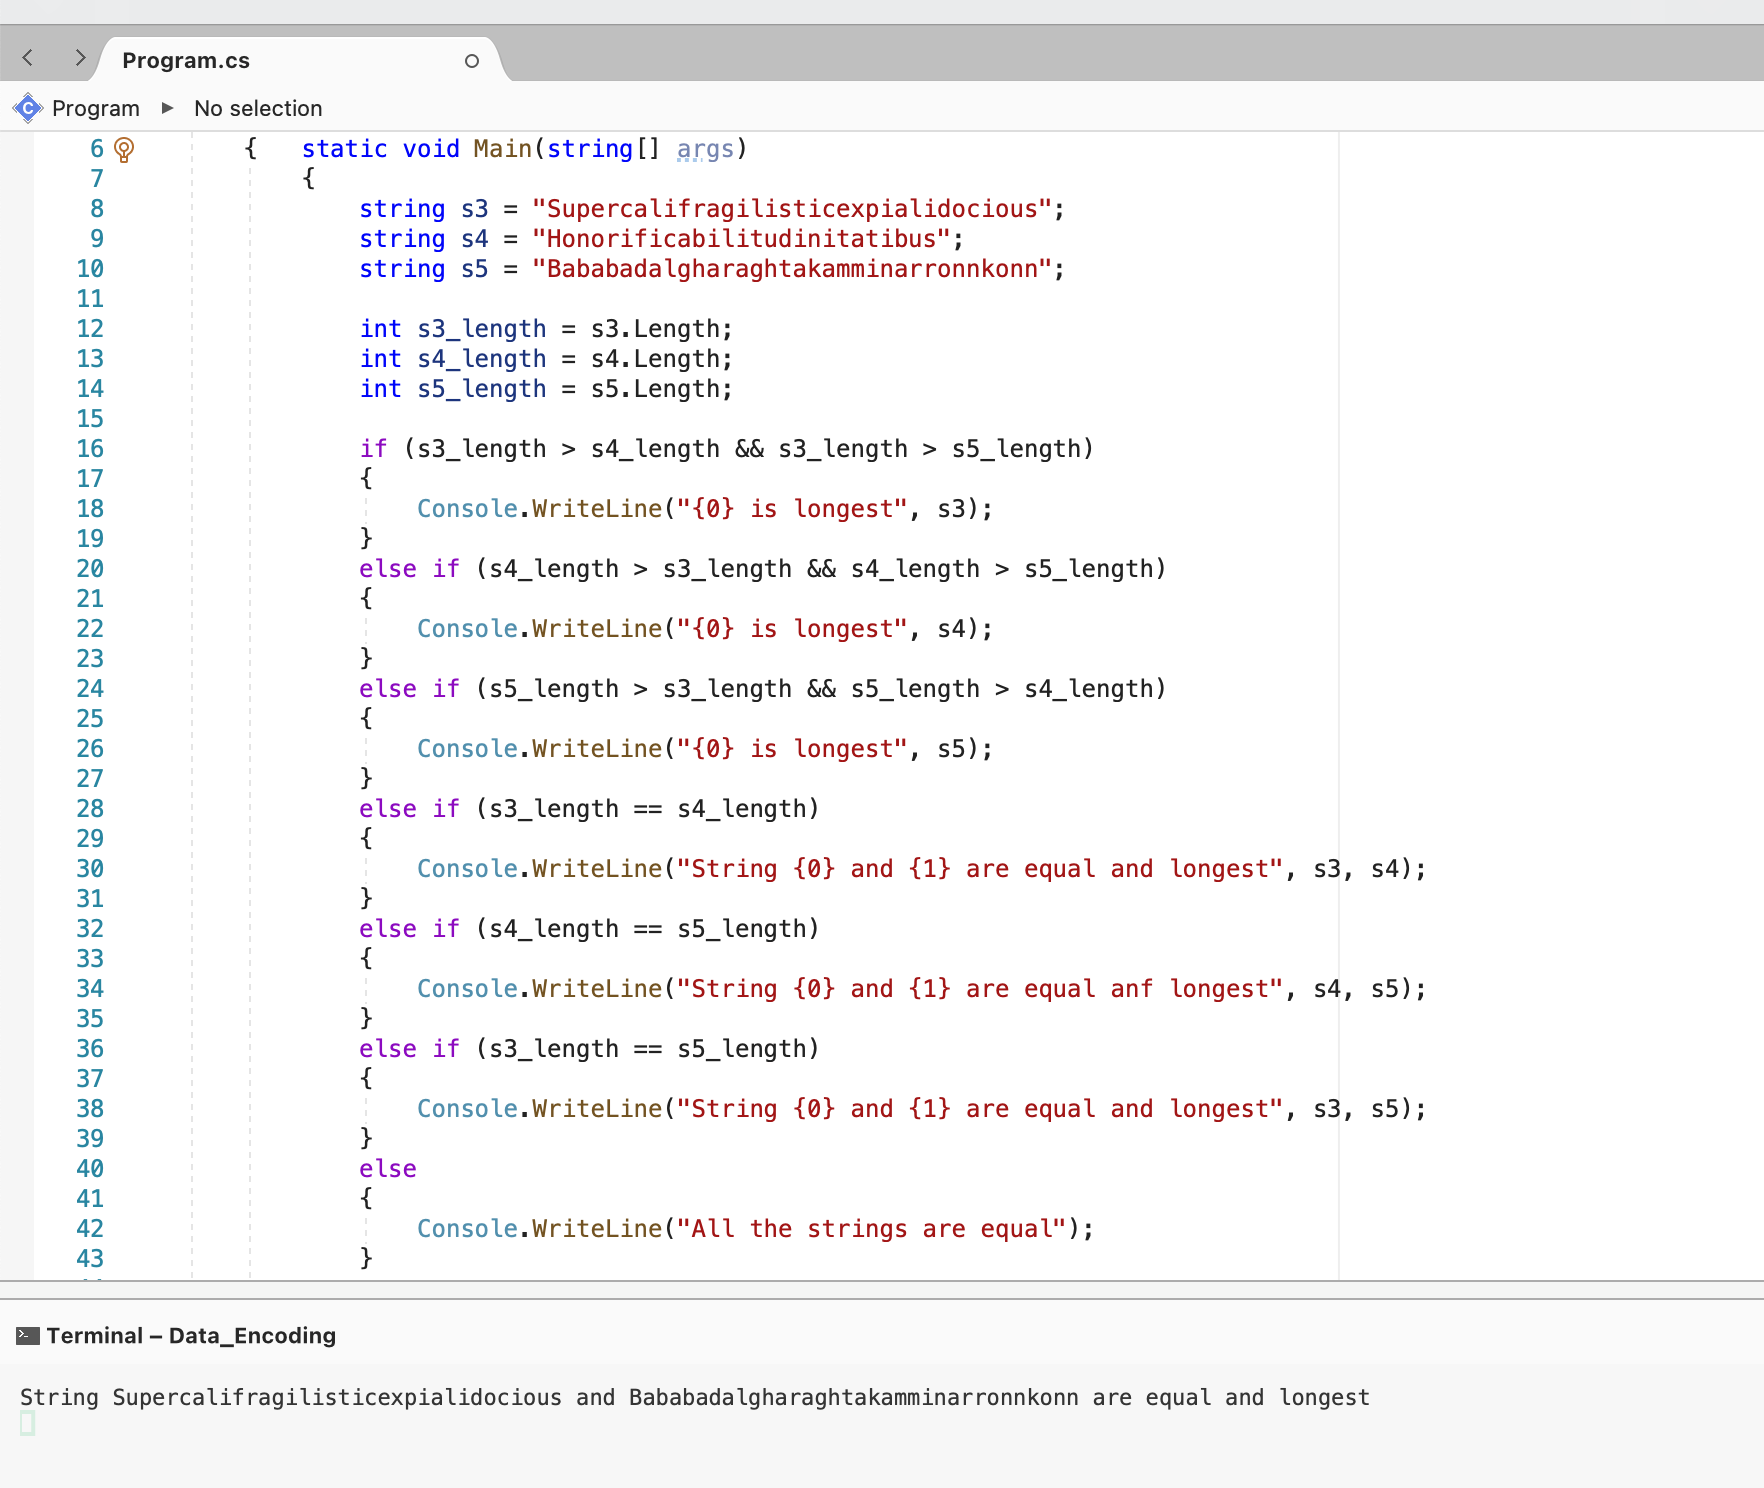 Program.cs
Program ▶ No selection
6 { static void Main(string[] args)
7 {
8 string s3 = "Supercalifragilisticexpialidocious";
9 string s4 = "Honorificabilitudinitatibus";
10 string s5 = "Bababadalgharaghtakamminarronnkonn";
11
12 int s3_length = s3.Length;
13 int s4_length = s4.Length;
14 int s5_length = s5.Length;
15
16 if (s3_length > s4_length && s3_length > s5_length)
17 {
18 Console.WriteLine("{0} is longest", s3);
19 }
20 else if (s4_length > s3_length && s4_length > s5_length)
21 {
22 Console.WriteLine("{0} is longest", s4);
23 }
24 else if (s5_length > s3_length && s5_length > s4_length)
25 {
26 Console.WriteLine("{0} is longest", s5);
27 }
28 else if (s3_length == s4_length)
29 {
30 Console.WriteLine("String {0} and {1} are equal and longest", s3, s4);
31 }
32 else if (s4_length == s5_length)
33 {
34 Console.WriteLine("String {0} and {1} are equal anf longest", s4, s5);
35 }
36 else if (s3_length == s5_length)
37 {
38 Console.WriteLine("String {0} and {1} are equal and longest", s3, s5);
39 }
40 else
41 {
42 Console.WriteLine("All the strings are equal");
43 }
Terminal – Data_Encoding
String Supercalifragilisticexpialidocious and Bababadalgharaghtakamminarronnkonn are equal and longest